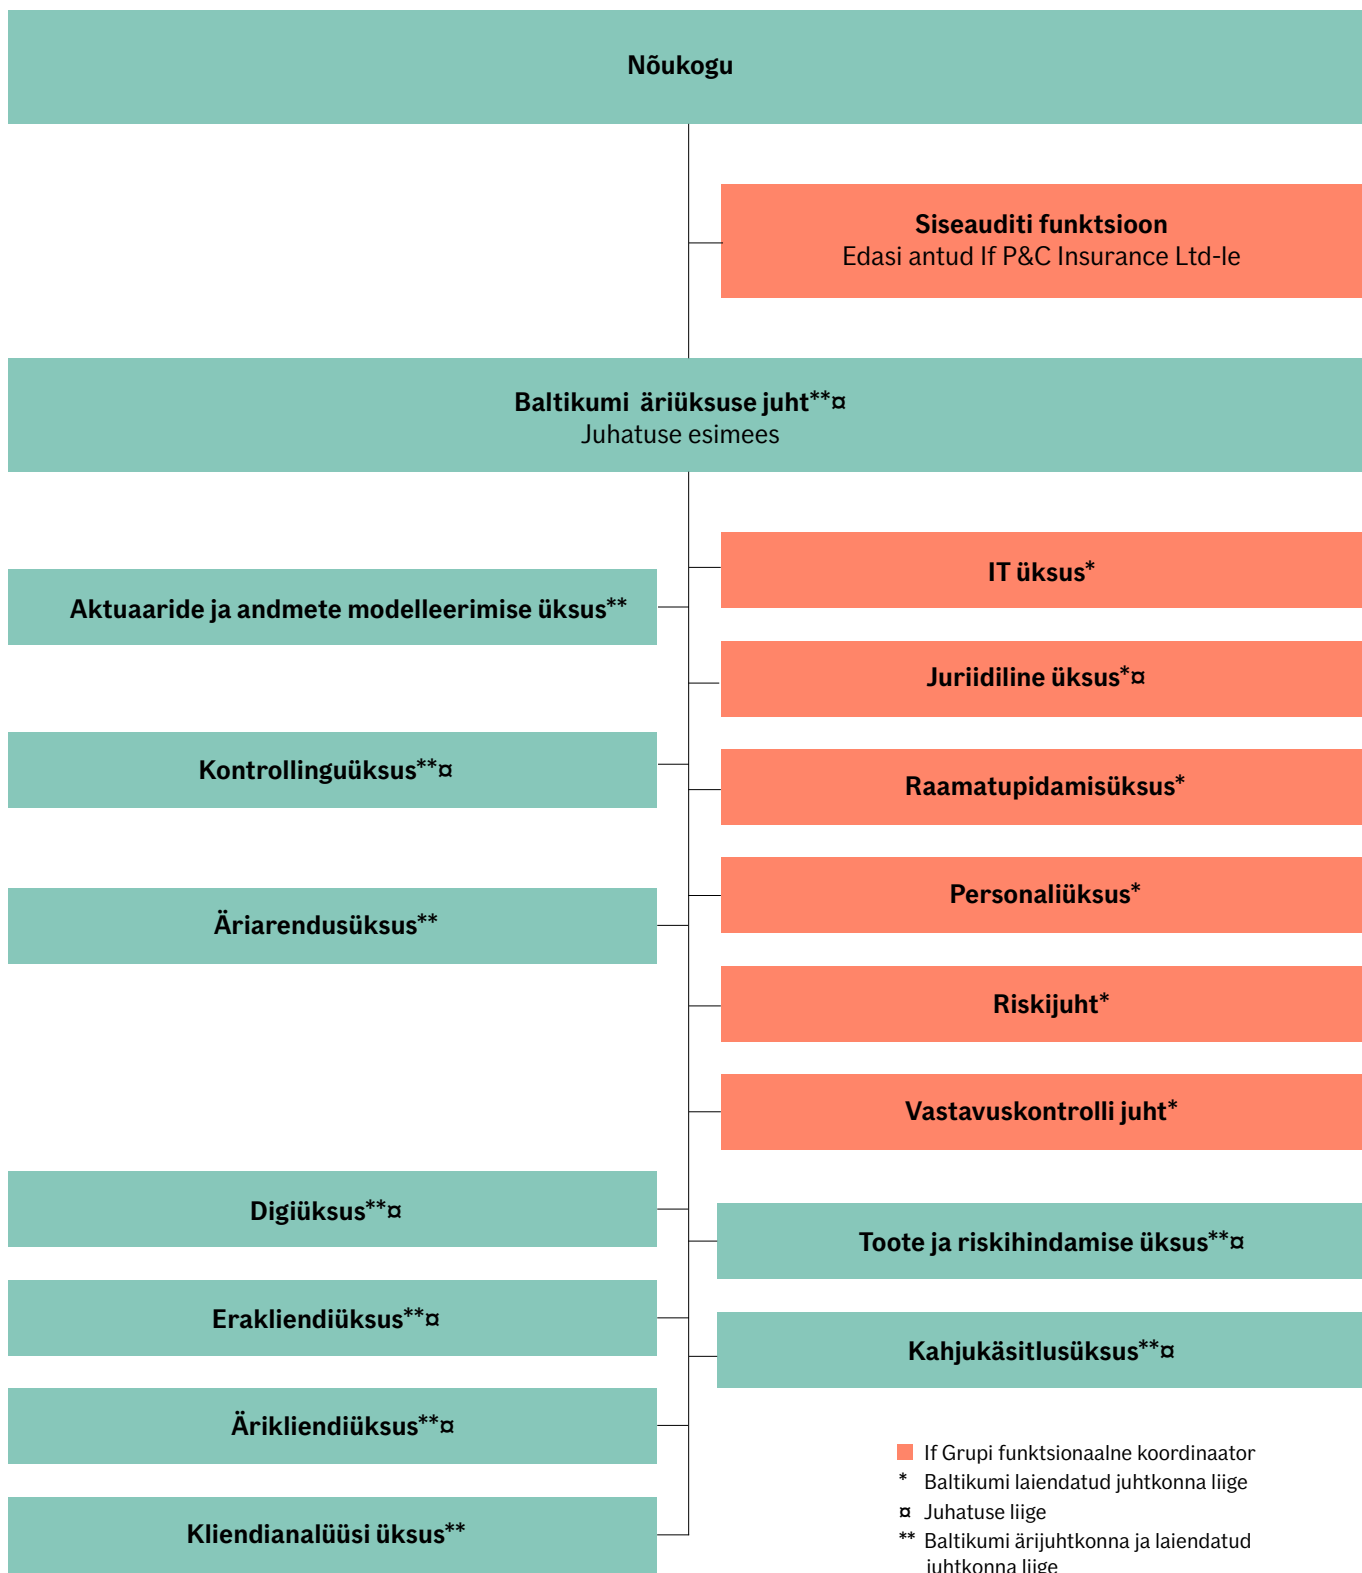 Nõukogu
Siseauditi funktsioon
Edasi antud If P&C Insurance Ltd-le
Baltikumi äriüksuse juht**¤
Juhatuse esimees
IT üksus*
Aktuaaride ja andmete modelleerimise üksus**
Juriidiline üksus*¤
Kontrollinguüksus**¤
Raamatupidamisüksus*
Personaliüksus*
Äriarendusüksus**
Riskijuht*
Vastavuskontrolli juht*
Digiüksus**¤
Toote ja riskihindamise üksus**¤
Erakliendiüksus**¤
Kahjukäsitlusüksus**¤
Ärikliendiüksus**¤
Kliendianalüüsi üksus**
If Grupi funktsionaalne koordinaator
* Baltikumi laiendatud juhtkonna liige
¤ Juhatuse liige
** Baltikumi ärijuhtkonna ja laiendatud
juhtkonna liige